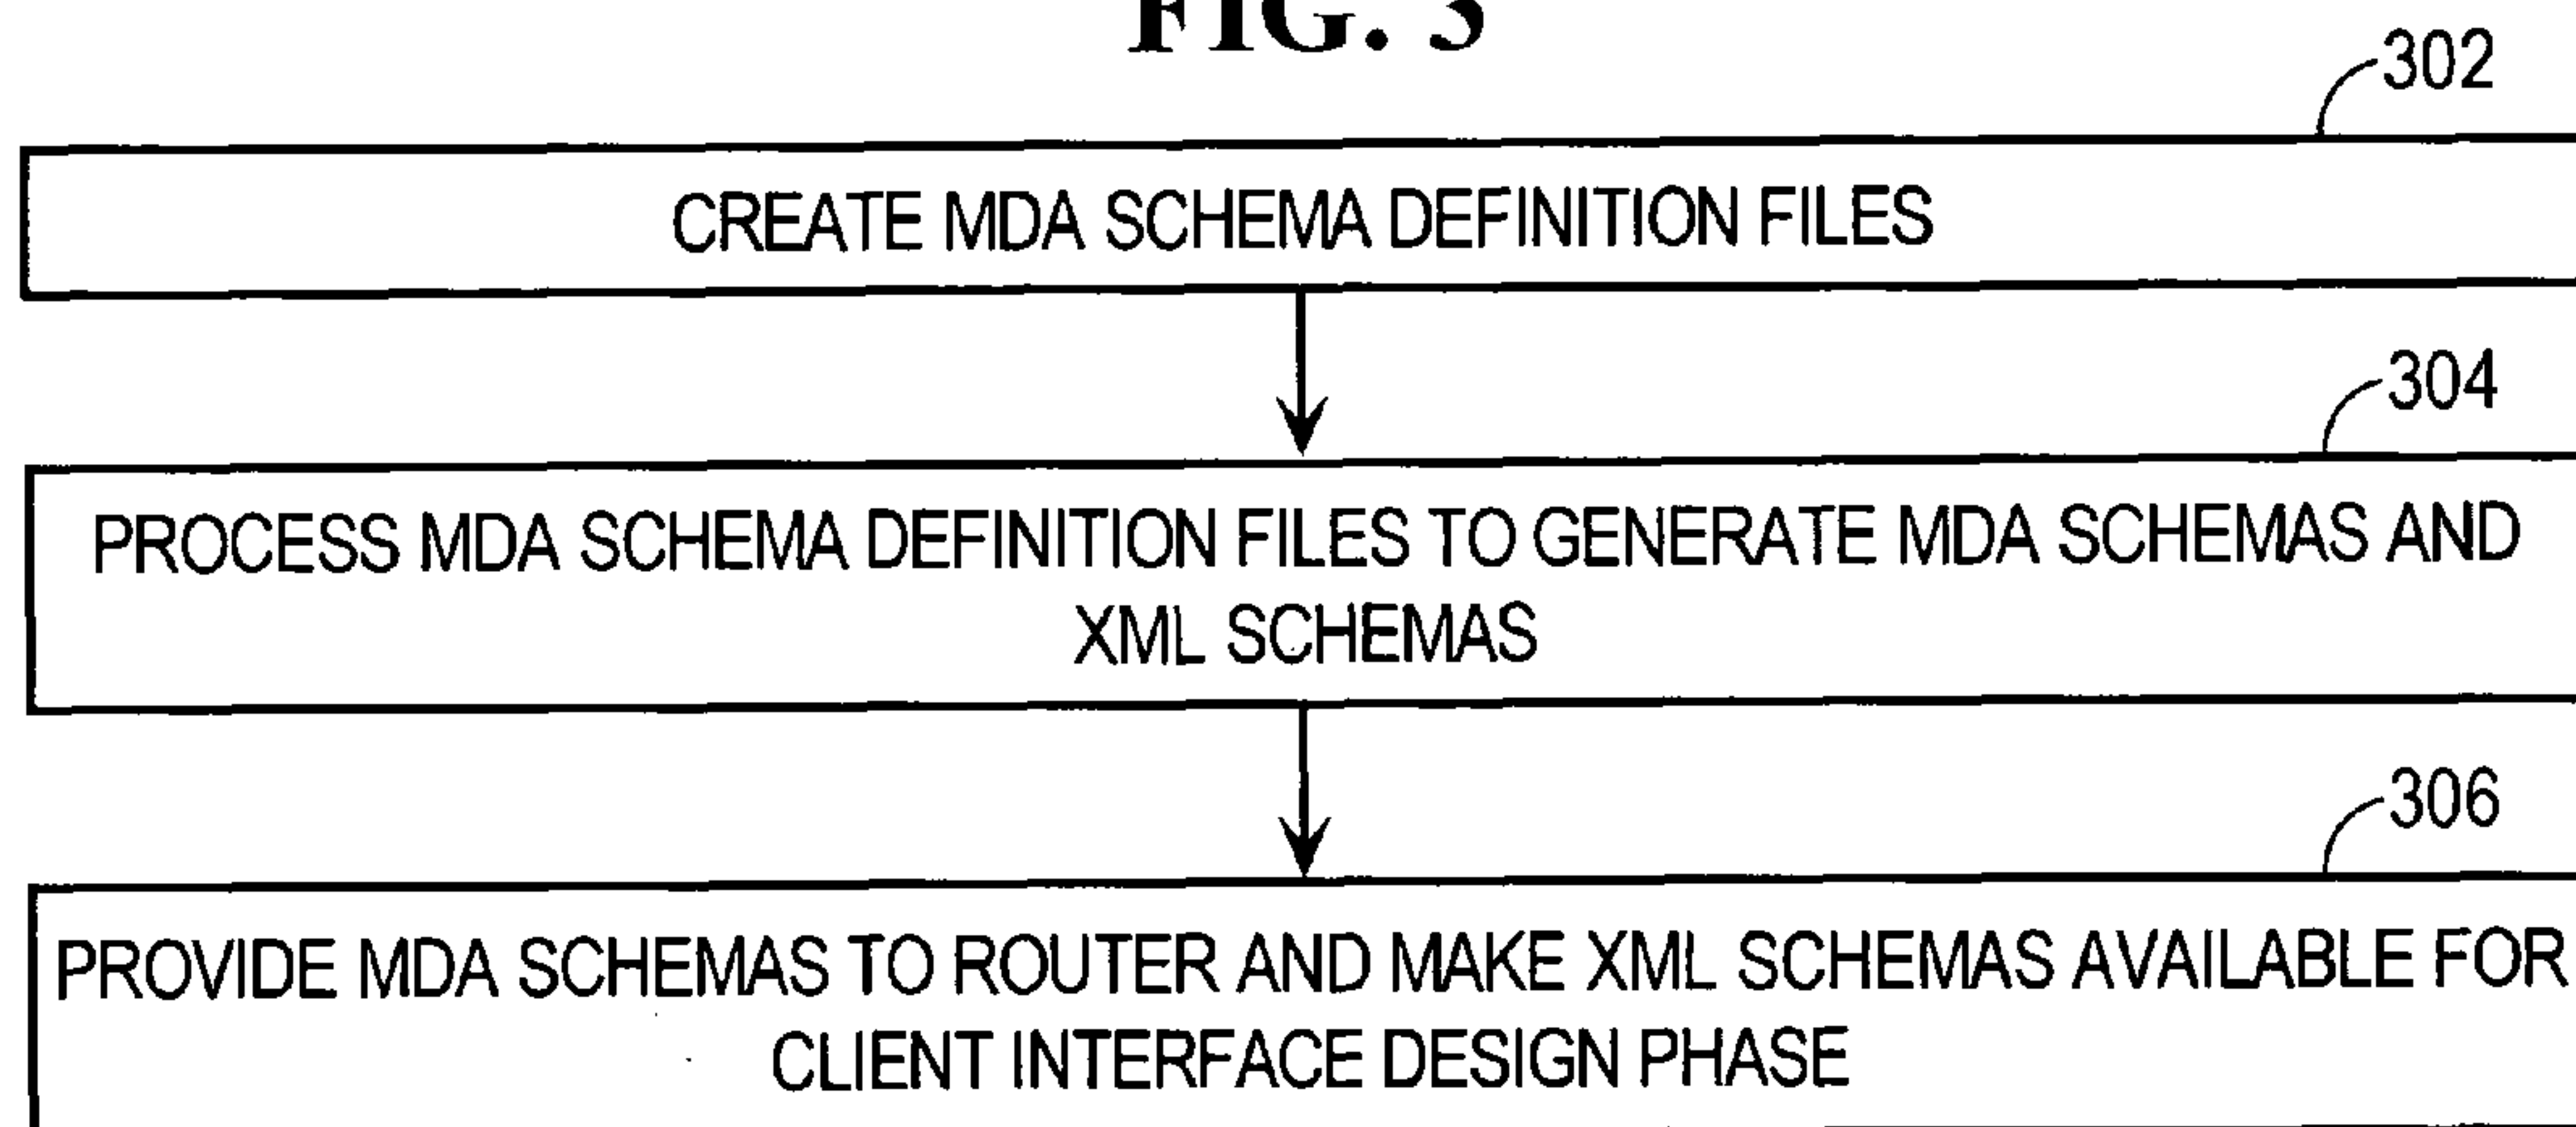 FIG. 3
302
CREATE MDA SCHEMA DEFINITION FILES
304
PROCESS MDA SCHEMA DEFINITION FILES TO GENERATE MDA SCHEMAS AND
XML SCHEMAS
306
PROVIDE MDA SCHEMAS TO ROUTER AND MAKE XML SCHEMAS AVAILABLE FOR
CLIENT INTERFACE DESIGN PHASE